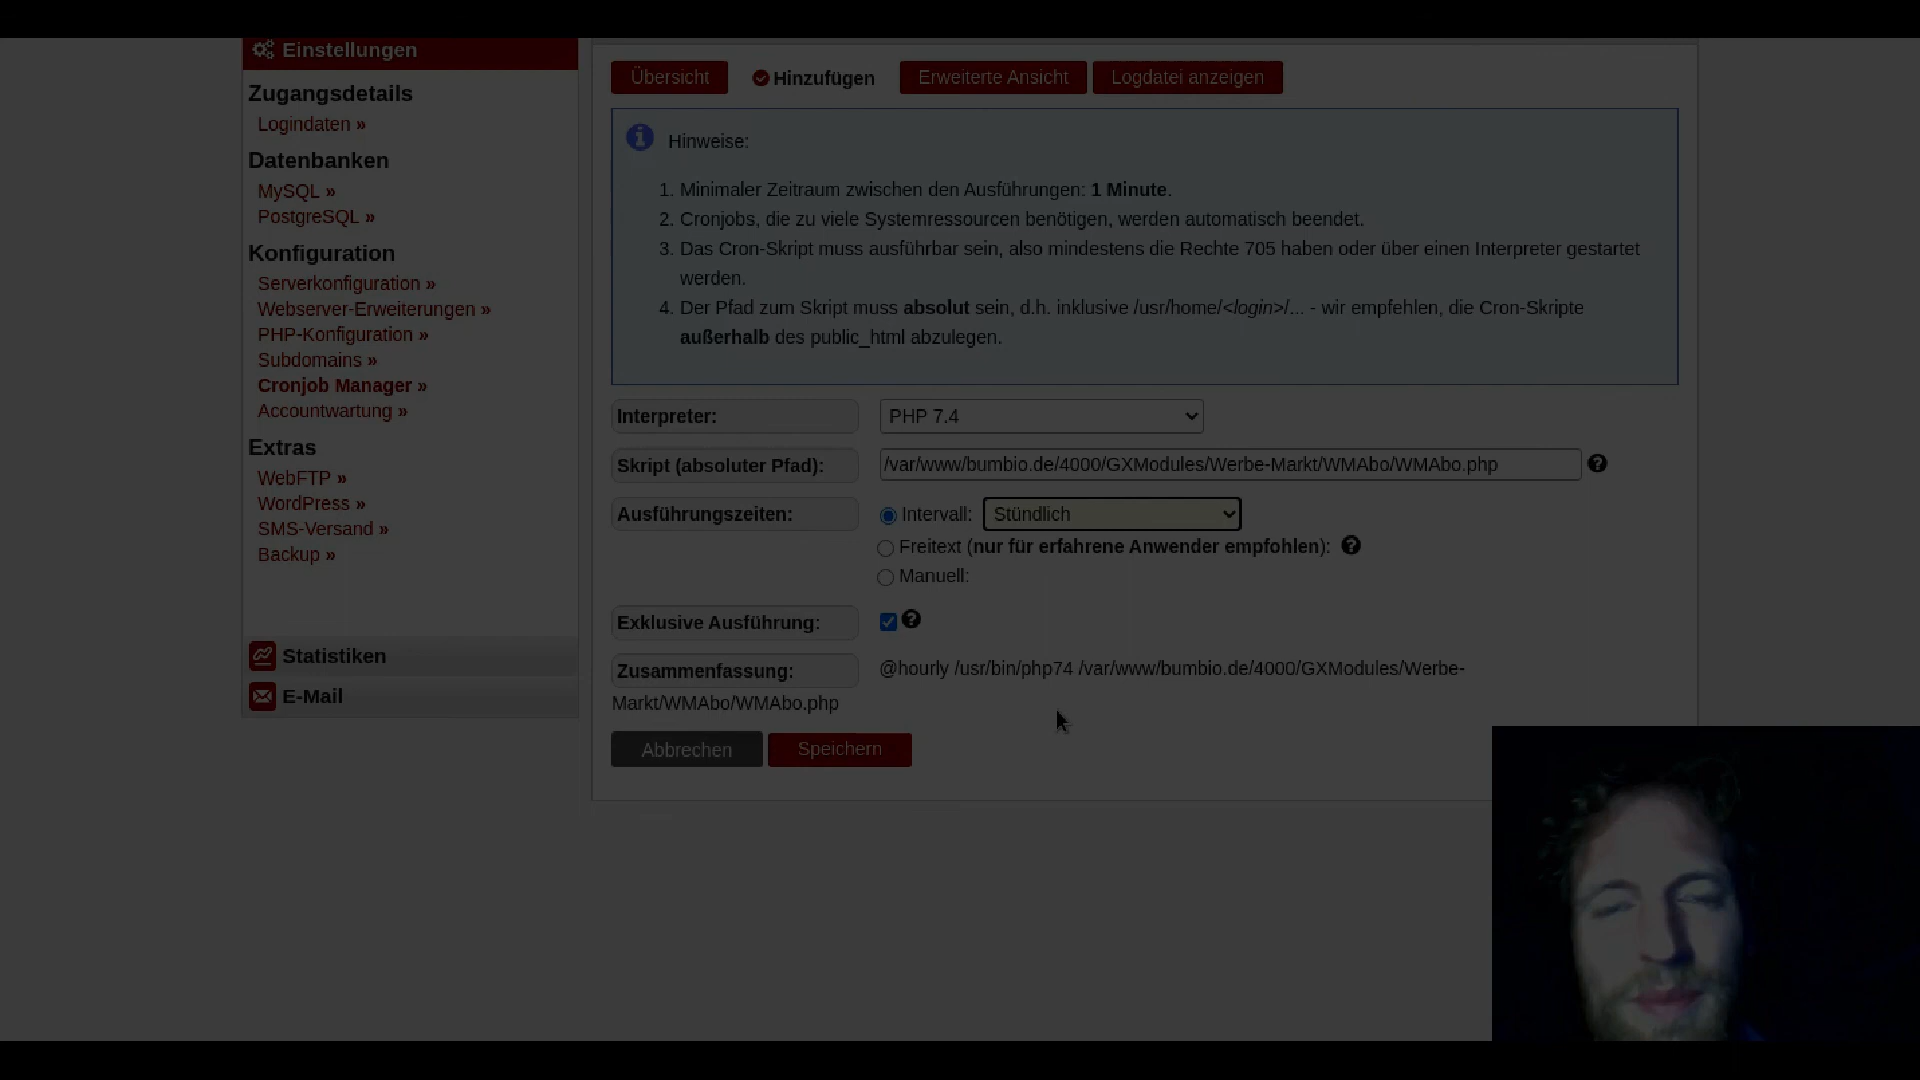 Einstellungen
Zugangsdetails
Logindaten »
Datenbanken
MySQL »
PostgreSQL »
Konfiguration
Serverkonfiguration »
Webserver-Erweiterungen »
PHP-Konfiguration »
Subdomains »
Cronjob Manager »
Accountwartung »
Extras
WebFTP »
WordPress »
SMS-Versand »
Backup »
Statistiken
E-Mail
Übersicht Hinzufügen Erweiterte Ansicht Logdatei anzeigen
Hinweise:
1. Minimaler Zeitraum zwischen den Ausführungen: 1 Minute.
2. Cronjobs, die zu viele Systemressourcen benötigen, werden automatisch beendet.
3. Das Cron-Skript muss ausführbar sein, also mindestens die Rechte 705 haben oder über einen Interpreter gestartet
werden.
4. Der Pfad zum Skript muss absolut sein, d.h. inklusive /usr/home/<login>/... - wir empfehlen, die Cron-Skripte
außerhalb des public_html abzulegen.
Interpreter: PHP 7.4
Skript (absoluter Pfad): /var/www/bumbio.de/4000/GXModules/Werbe-Markt/WMAbo/WMAbo.php
Ausführungszeiten: Intervall: Stündlich
Freitext (nur für erfahrene Anwender empfohlen):
Manuell:
Exklusive Ausführung:
Zusammenfassung: @hourly /usr/bin/php74 /var/www/bumbio.de/4000/GXModules/Werbe-
Markt/WMAbo/WMAbo.php
Abbrechen Speichern